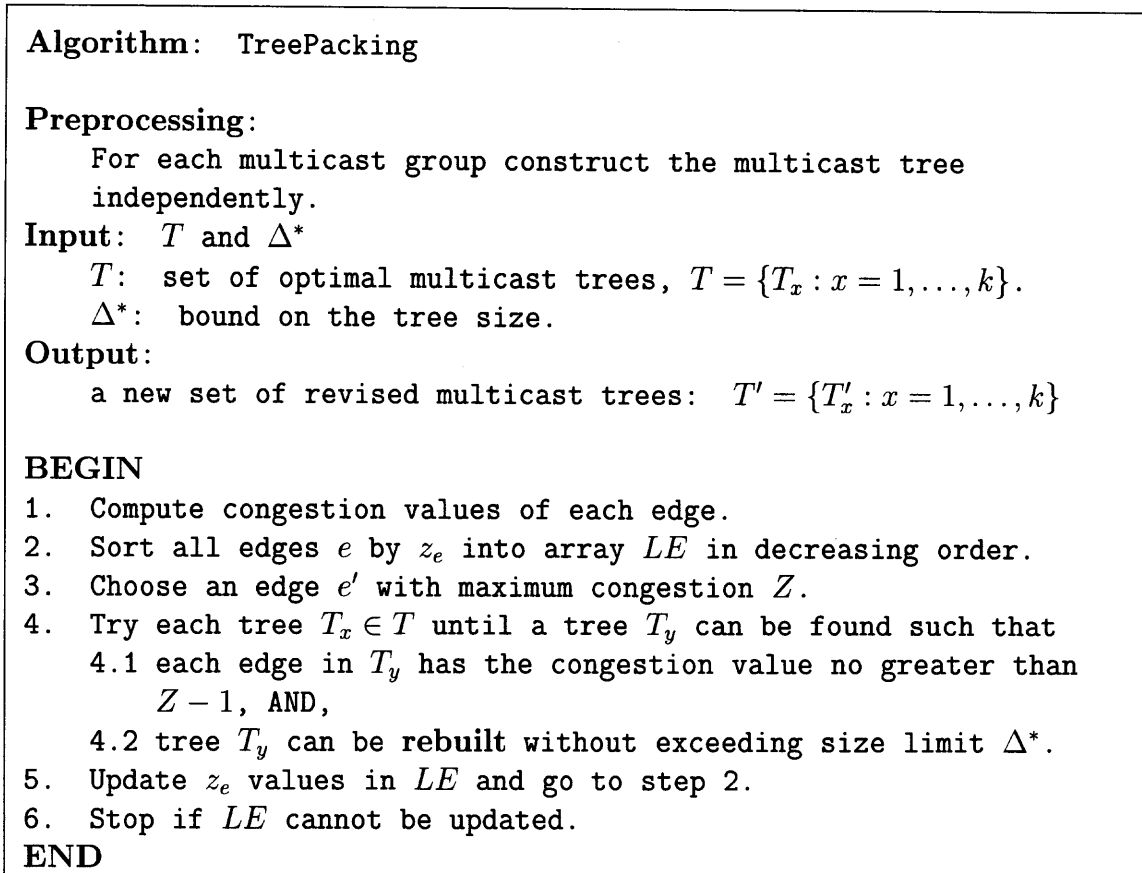 Algorithm: TreePacking
Preprocessing:
For each multicast group construct the multicast tree
independently.
Input: T and Δ*
T: set of optimal multicast trees, T = {Tₓ : x = 1, ..., k}.
Δ*: bound on the tree size.
Output:
a new set of revised multicast trees: T′ = {T′ₓ : x = 1, ..., k}
BEGIN
1. Compute congestion values of each edge.
2. Sort all edges e by zₑ into array LE in decreasing order.
3. Choose an edge e′ with maximum congestion Z.
4. Try each tree Tₓ ∈ T until a tree T_y can be found such that
4.1 each edge in T_y has the congestion value no greater than
Z − 1, AND,
4.2 tree T_y can be rebuilt without exceeding size limit Δ*.
5. Update zₑ values in LE and go to step 2.
6. Stop if LE cannot be updated.
END